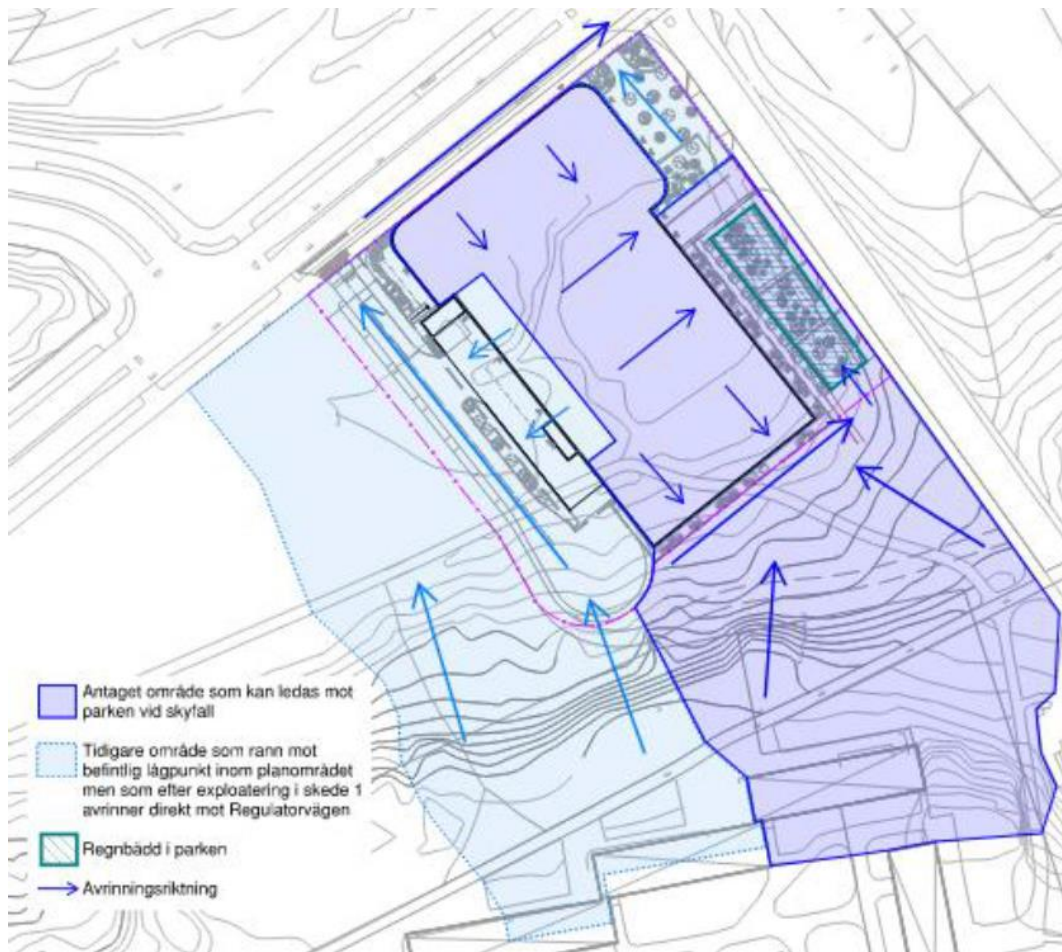 Antaget område som kan ledas mot
parken vid skyfall
Tidigare område som rann mot
befintlig lågpunkt inom planområdet
men som efter exploatering i skede 1
avrinner direkt mot Regulatorvägen
Regnbädd i parken
Avrinningsriktning